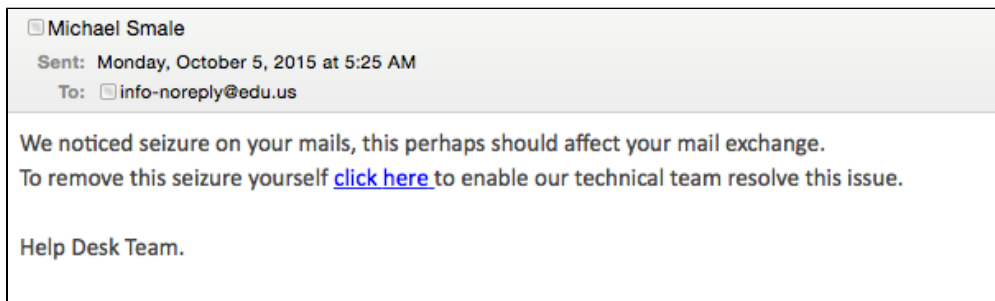 Michael Smale
Sent: Monday, October 5, 2015 at 5:25 AM
To: info-noreply@edu.us
We noticed seizure on your mails, this perhaps should affect your mail exchange.
To remove this seizure yourself click here to enable our technical team resolve this issue.
Help Desk Team.